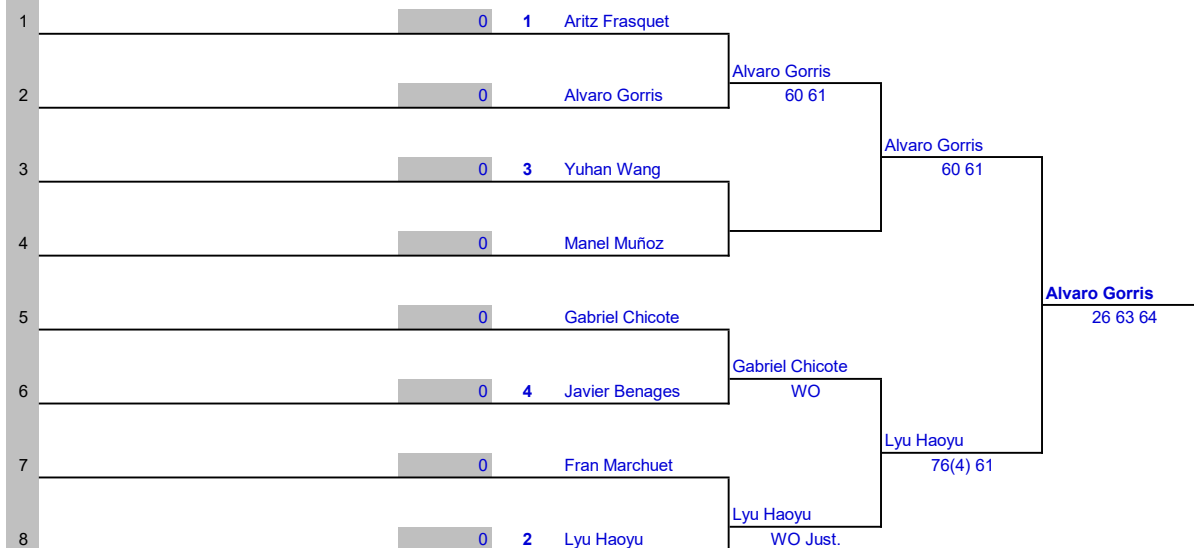 1 0 1 Aritz Frasquet
Alvaro Gorris
2 0 Alvaro Gorris 60 61
Alvaro Gorris
3 0 3 Yuhan Wang 60 61
4 0 Manel Muñoz
Alvaro Gorris
5 0 Gabriel Chicote 26 63 64
Gabriel Chicote
6 0 4 Javier Benages WO
Lyu Haoyu
7 0 Fran Marchuet 76(4) 61
Lyu Haoyu
8 0 2 Lyu Haoyu WO Just.